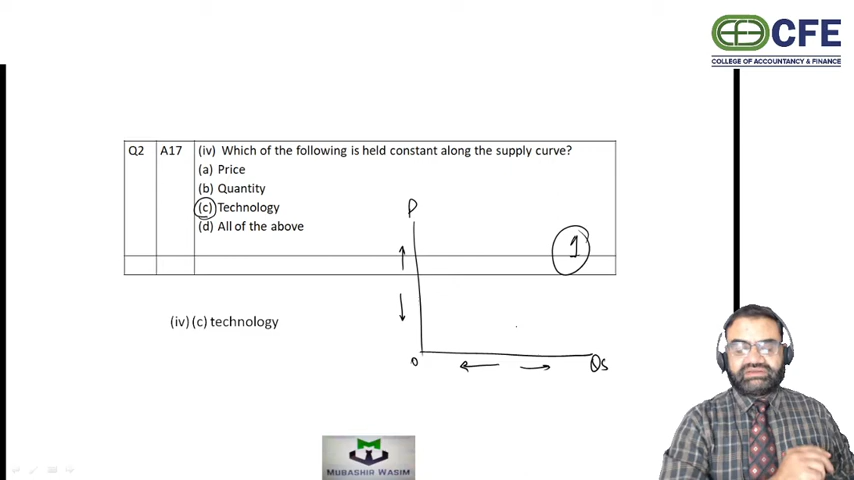 CFE
COLLEGE OF ACCOUNTANCY & FINANCE
Q2 A17 (iv) Which of the following is held constant along the supply curve?
(a) Price
(b) Quantity
(c) Technology
(d) All of the above
P
1
(iv) (c) technology
0
Qs
MUBASHIR WASIM